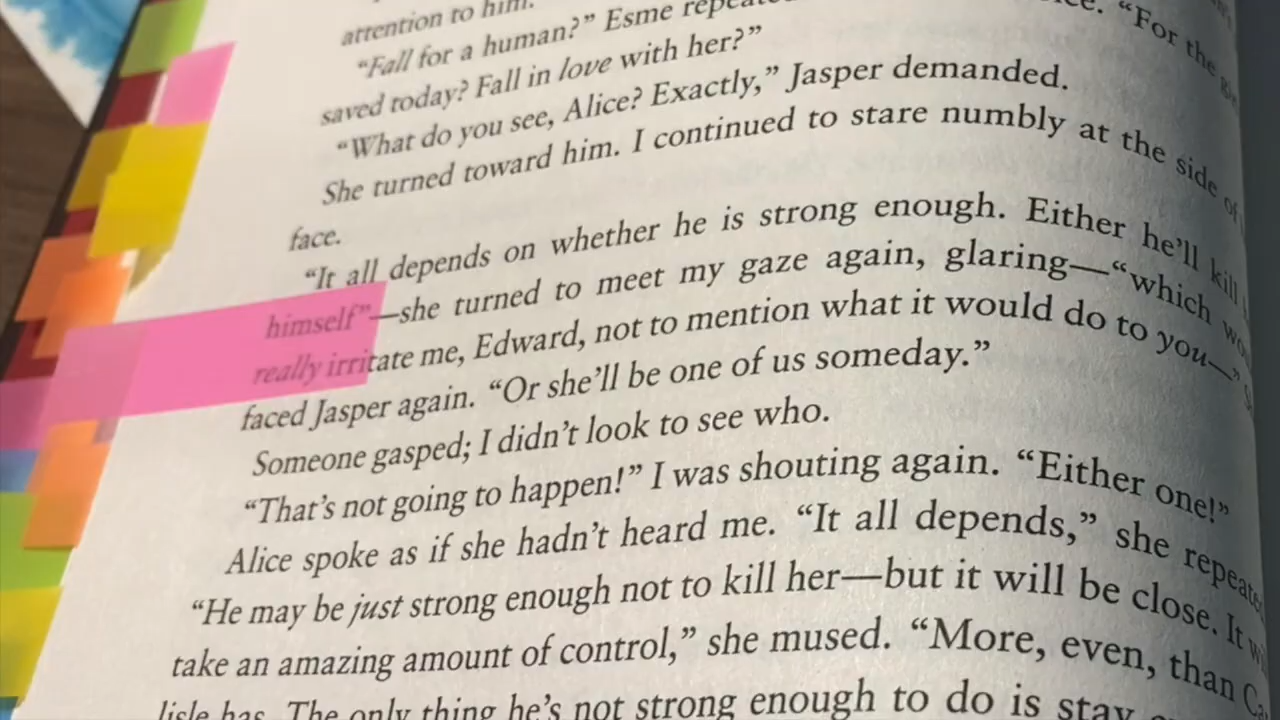 attention to him.
“Fall for a human?” Esme “For the
saved today? Fall in love with her?”
“What do you see, Alice? Exactly,” Jasper demanded.
She turned toward him. I continued to stare numbly at the side of
face.
“It all depends on whether he is strong enough. Either he’ll kill
himself”—she turned to meet my gaze again, glaring—“which
really irritate me, Edward, not to mention what it would do to you—”
faced Jasper again. “Or she’ll be one of us someday.”
Someone gasped; I didn’t look to see who.
“That’s not going to happen!” I was shouting again. “Either one!”
Alice spoke as if she hadn’t heard me. “It all depends,” she repeated
“He may be just strong enough not to kill her—but it will be close. It
take an amazing amount of control,” she mused. “More, even, than
lisle has. The only thing he’s not strong enough to do is stay